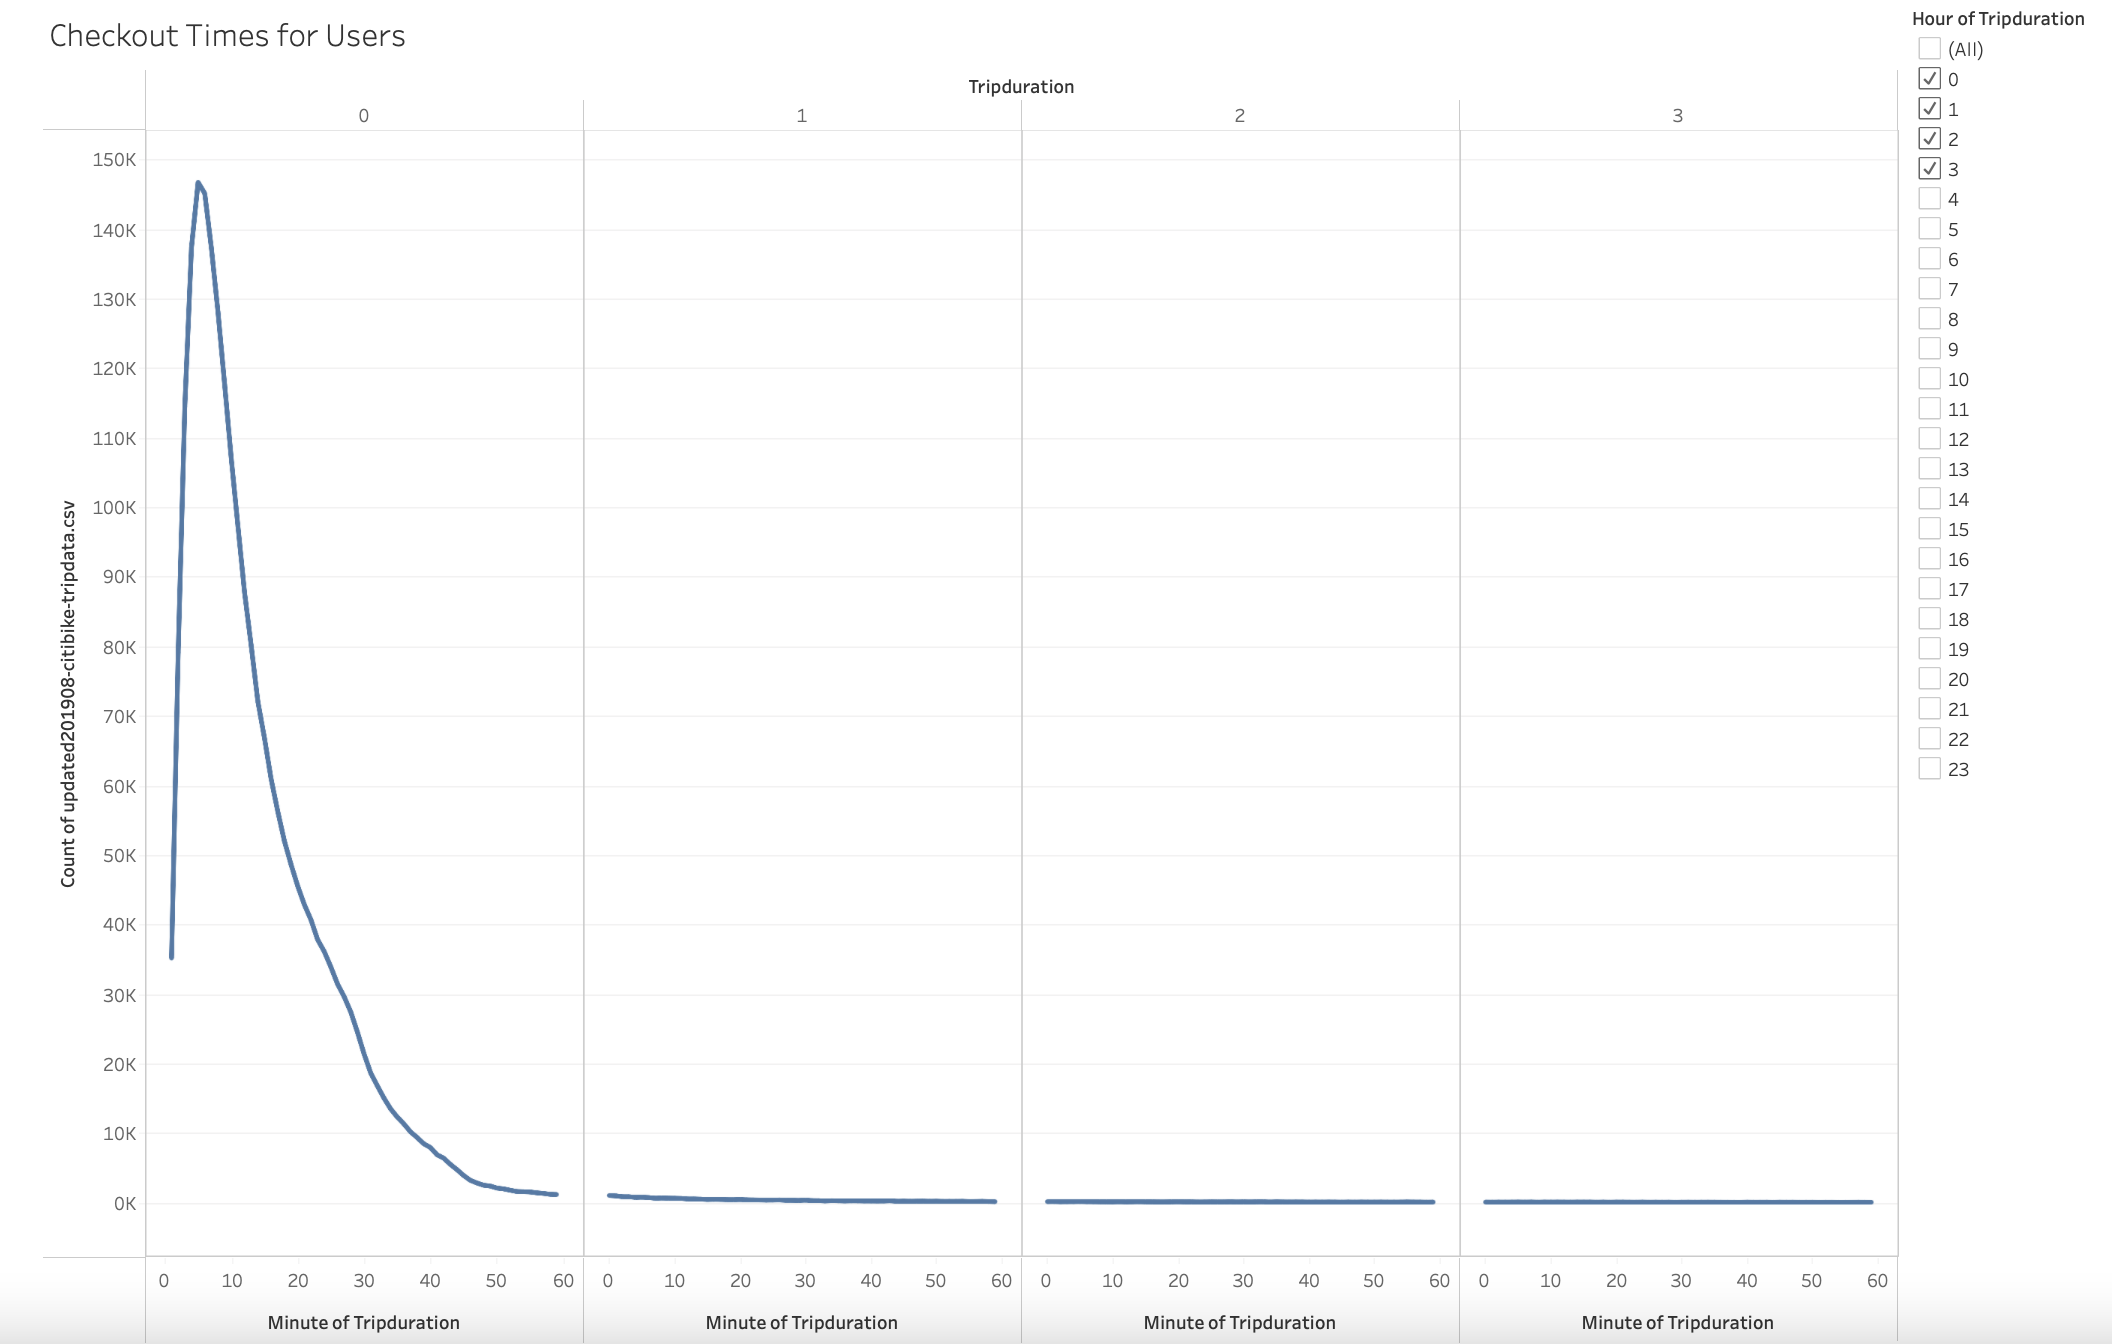 Checkout Times for Users
Tripduration
0 1 2 3
150K
140K
130K
120K
110K
100K
90K
80K
70K
60K
50K
40K
30K
20K
10K
0K
Count of updated201908-citibike-tripdata.csv
0 10 20 30 40 50 60 0 10 20 30 40 50 60 0 10 20 30 40 50 60 0 10 20 30 40 50 60
Minute of Tripduration Minute of Tripduration Minute of Tripduration Minute of Tripduration
Hour of Tripduration
(All)
0
1
2
3
4
5
6
7
8
9
10
11
12
13
14
15
16
17
18
19
20
21
22
23